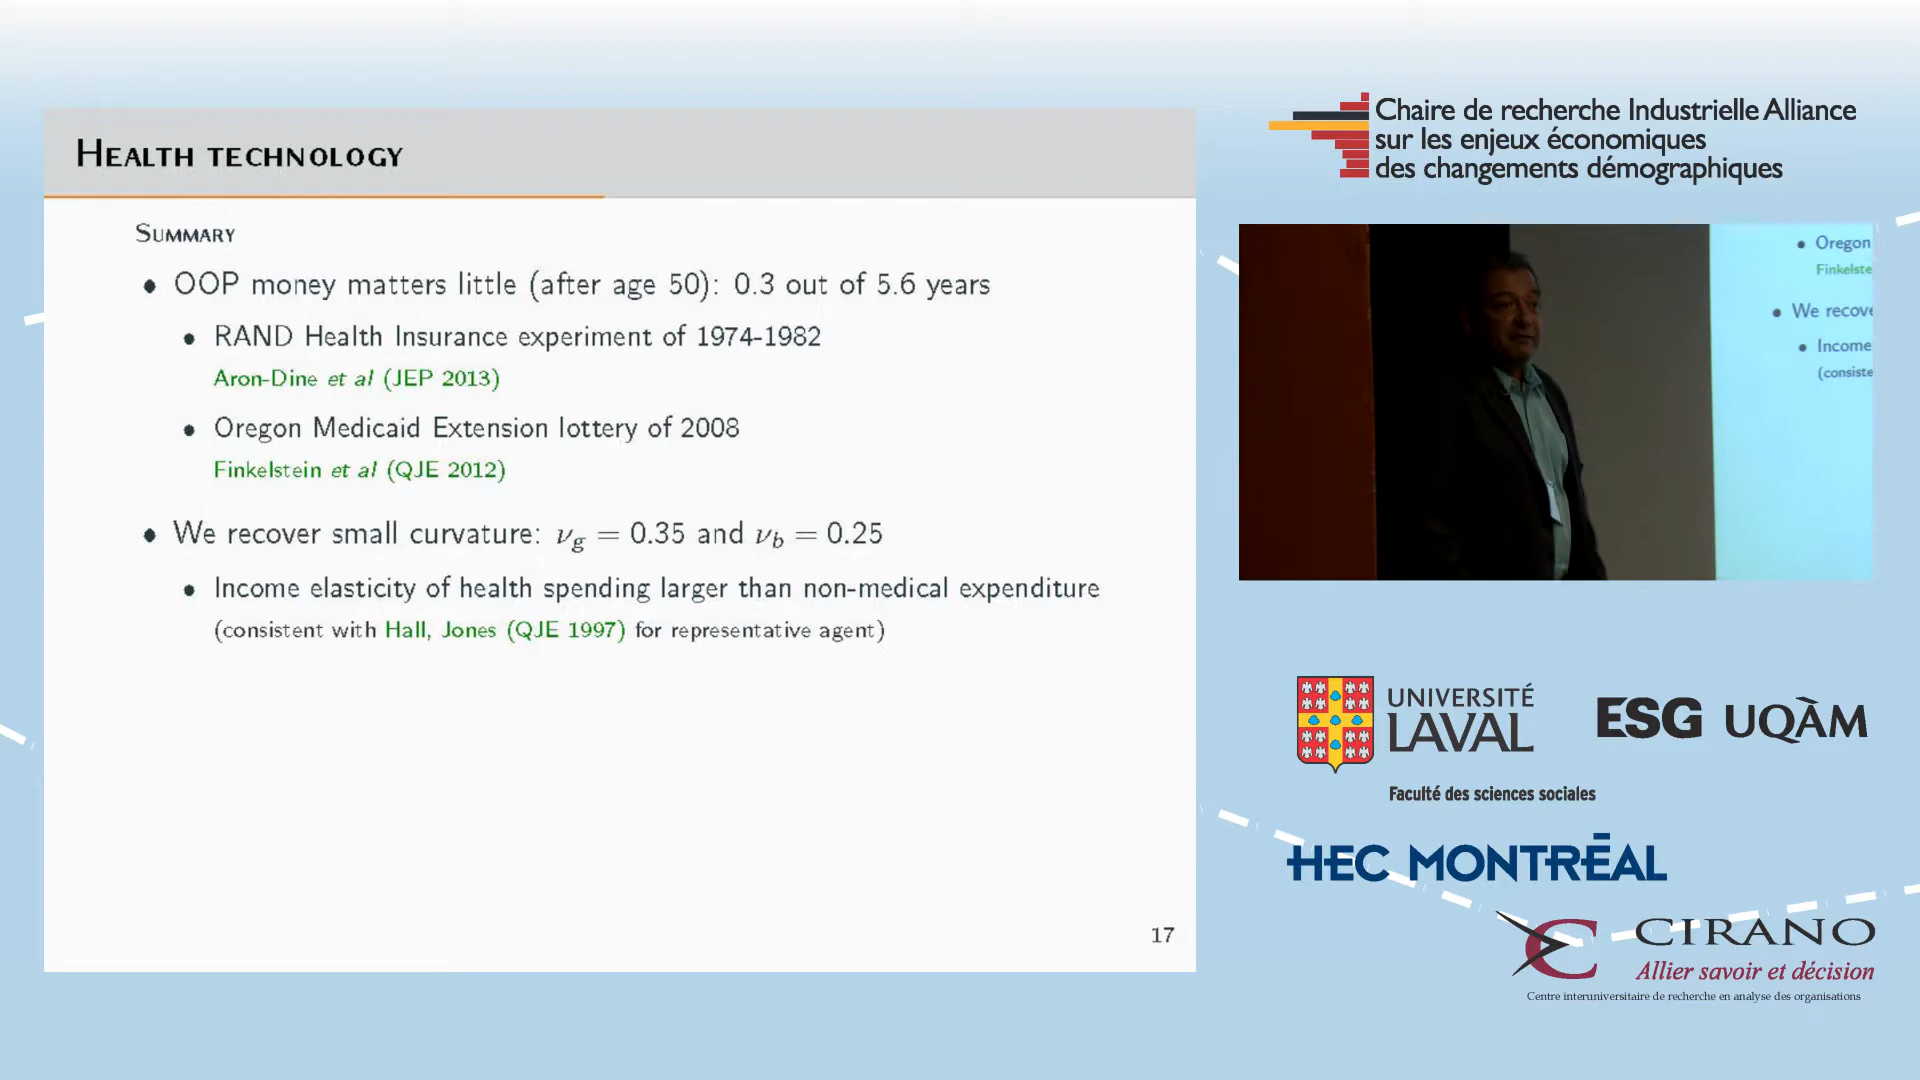 HEALTH TECHNOLOGY
SUMMARY
• OOP money matters little (after age 50): 0.3 out of 5.6 years
• RAND Health Insurance experiment of 1974-1982
Aron-Dine et al (JEP 2013)
• Oregon Medicaid Extension lottery of 2008
Finkelstein et al (QJE 2012)
• We recover small curvature: νg = 0.35 and νb = 0.25
• Income elasticity of health spending larger than non-medical expenditure
(consistent with Hall, Jones (QJE 1997) for representative agent)
17
Chaire de recherche Industrielle Alliance
sur les enjeux économiques
des changements démographiques
• Oregon
Finkelste
• We recove
• Income
(consiste
UNIVERSITÉ
LAVAL
Faculté des sciences sociales
ESG UQÀM
HEC MONTRÉAL
CIRANO
Allier savoir et décision
Centre interuniversitaire de recherche en analyse des organisations